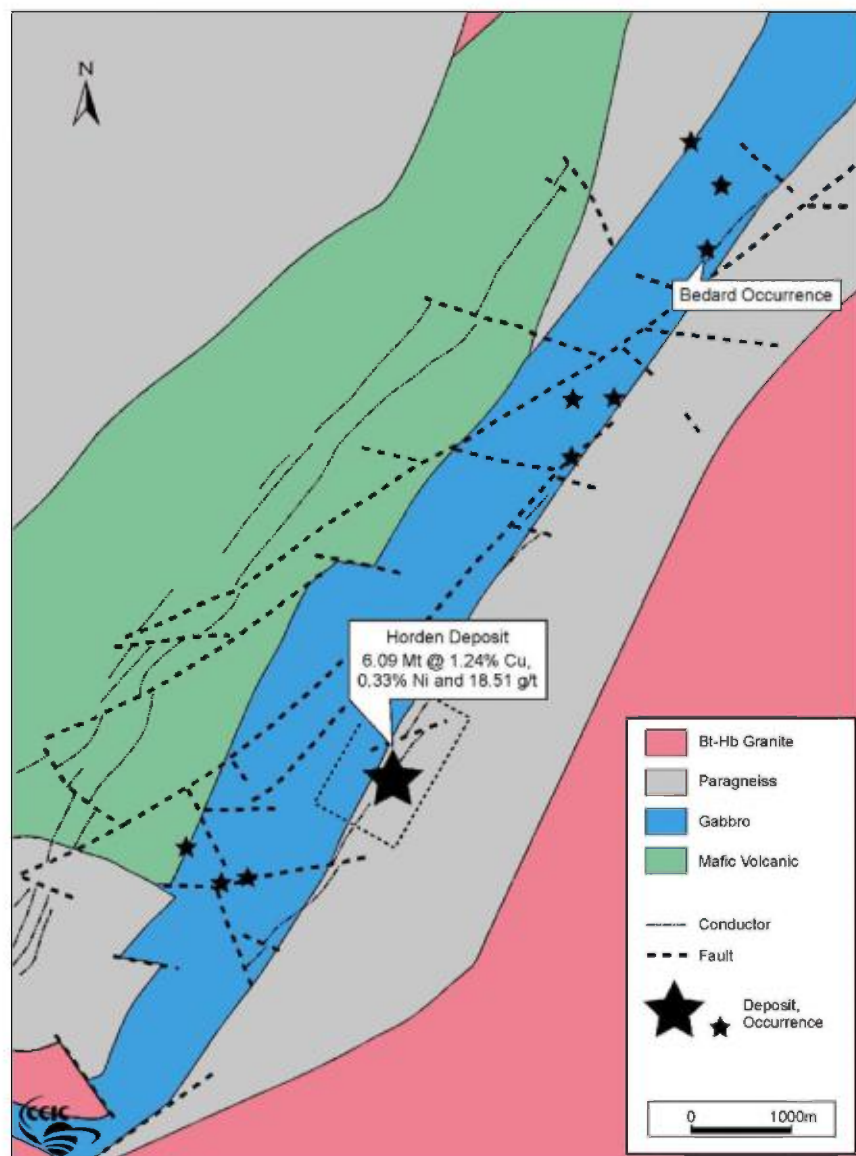 N
Bedard Occurrence
Horden Deposit
6.09 Mt @ 1.24% Cu,
0.33% Ni and 18.51 g/t
Bt-Hb Granite
Paragneiss
Gabbro
Mafic Volcanic
Conductor
Fault
Deposit,
Occurrence
0 1000m
CCIC